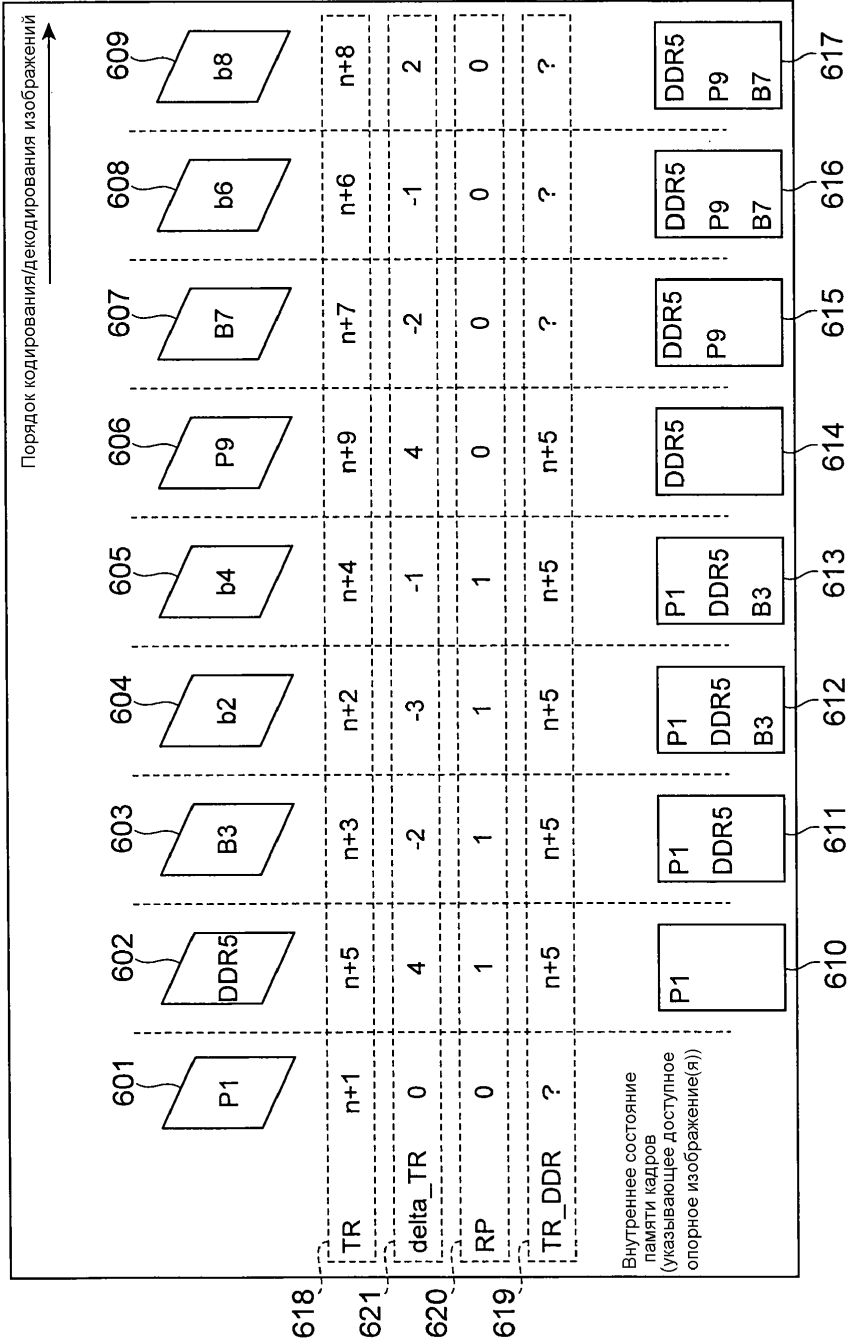 Порядок кодирования/декодирования изображений
601 602 603 604 605 606 607 608 609
P1 DDR5 B3 b2 b4 P9 B7 b6 b8
618 TR n+1 n+5 n+3 n+2 n+4 n+9 n+7 n+6 n+8
621 delta_TR 0 4 -2 -3 -1 4 -2 -1 2
620 RP 0 1 1 1 1 0 0 0 0
619 TR_DDR ? n+5 n+5 n+5 n+5 n+5 ? ? ?
Внутреннее состояние
памяти кадров
(указывающее доступное
опорное изображение(я))
P1 P1 P1 P1 DDR5 DDR5 DDR5 DDR5
DDR5 DDR5 DDR5 P9 P9 P9
B3 B3 B7 B7
610 611 612 613 614 615 616 617